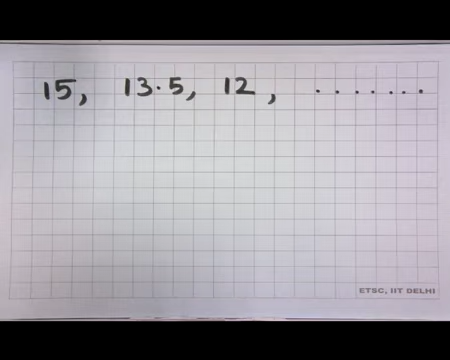 15, 13.5, 12, .......
ETSC, IIT DELHI